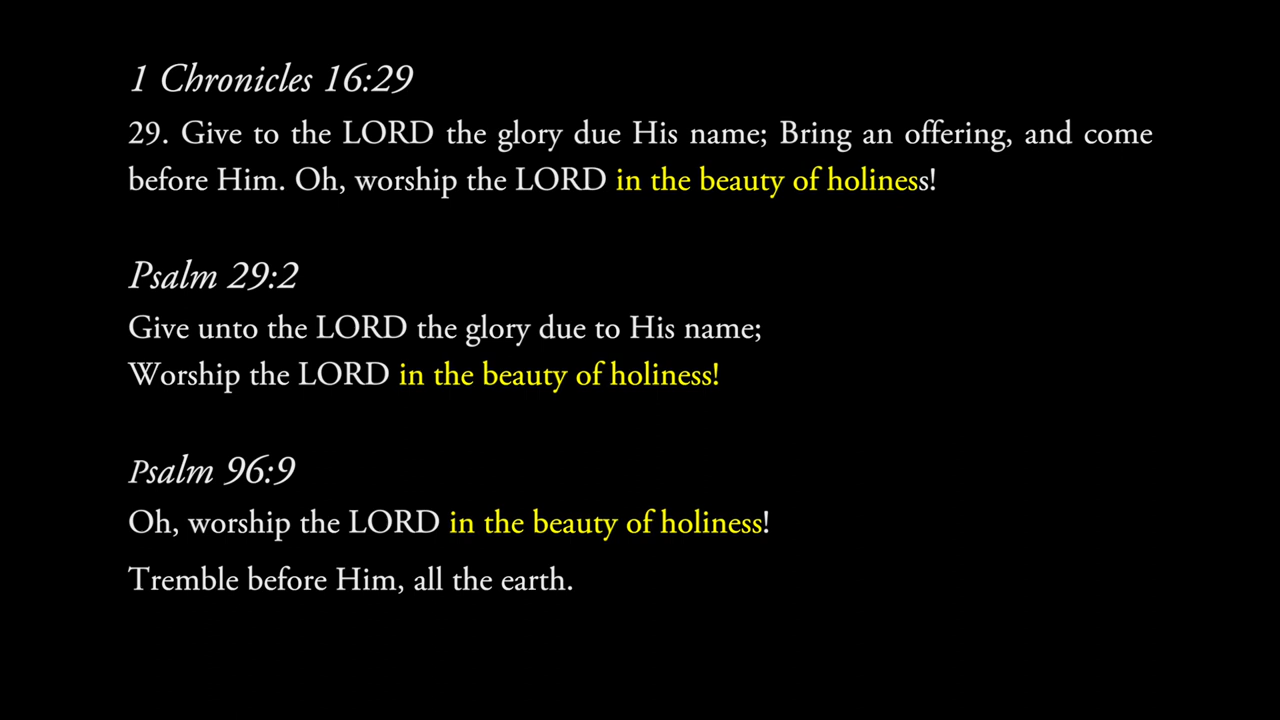 1 Chronicles 16:29
29. Give to the LORD the glory due His name; Bring an offering, and come
before Him. Oh, worship the LORD in the beauty of holiness!
Psalm 29:2
Give unto the LORD the glory due to His name;
Worship the LORD in the beauty of holiness!
Psalm 96:9
Oh, worship the LORD in the beauty of holiness!
Tremble before Him, all the earth.